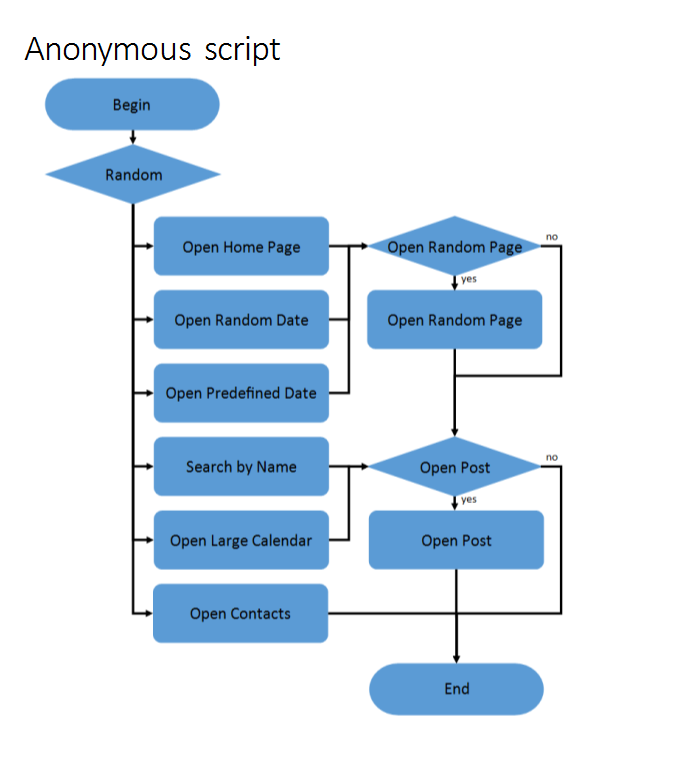 Anonymous script
Begin
Random
Open Home Page
Open Random Page
no
yes
Open Random Date
Open Random Page
Open Predefined Date
Search by Name
Open Post
no
yes
Open Large Calendar
Open Post
Open Contacts
End